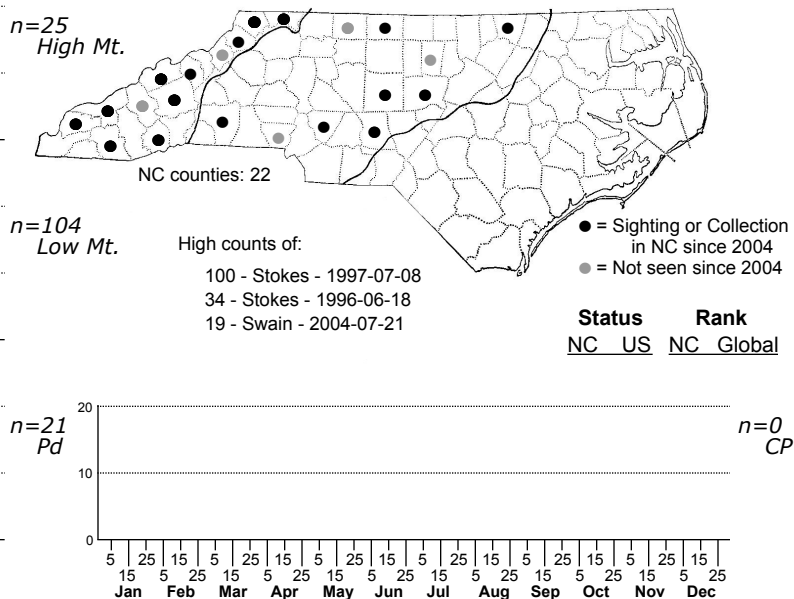 n=25
High Mt.
NC counties: 22
n=104
Low Mt.
High counts of:
100 - Stokes - 1997-07-08
34 - Stokes - 1996-06-18
19 - Swain - 2004-07-21
= Sighting or Collection
in NC since 2004
= Not seen since 2004
Status Rank
NC US NC Global
n=21
Pd
n=0
CP
20
10
0
5 25 15 5 25 15 5 25 15 5 25 15 5 25 15 5 25 15
15 5 25 15 5 25 15 5 25 15 5 25 15 5 25 15 5 25
Jan Feb Mar Apr May Jun Jul Aug Sep Oct Nov Dec